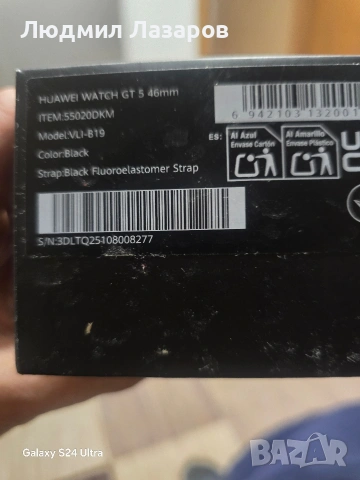 Людмил Лазаров
HUAWEI WATCH GT 5 46mm
ITEM:55020DKM
Model:VLI-B19
Color:Black
Strap:Black Fluoroelastomer Strap
S/N:3DLTQ25108008277
6 942103 132001
ES:
Al Azul
Envase Cartón
Al Amarillo
Envase Plástico
Galaxy S24 Ultra
BAZAR